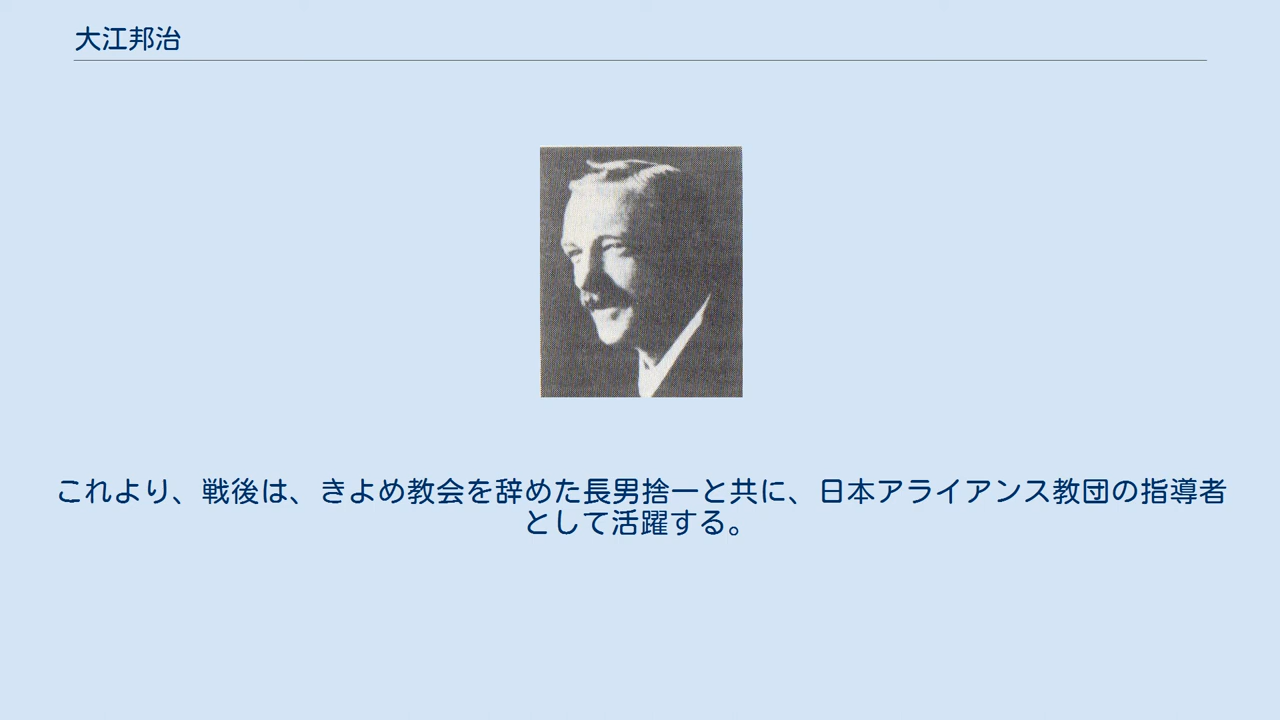 大江邦治
これより、戦後は、きよめ教会を辞めた長男捨一と共に、日本アライアンス教団の指導者
として活躍する。